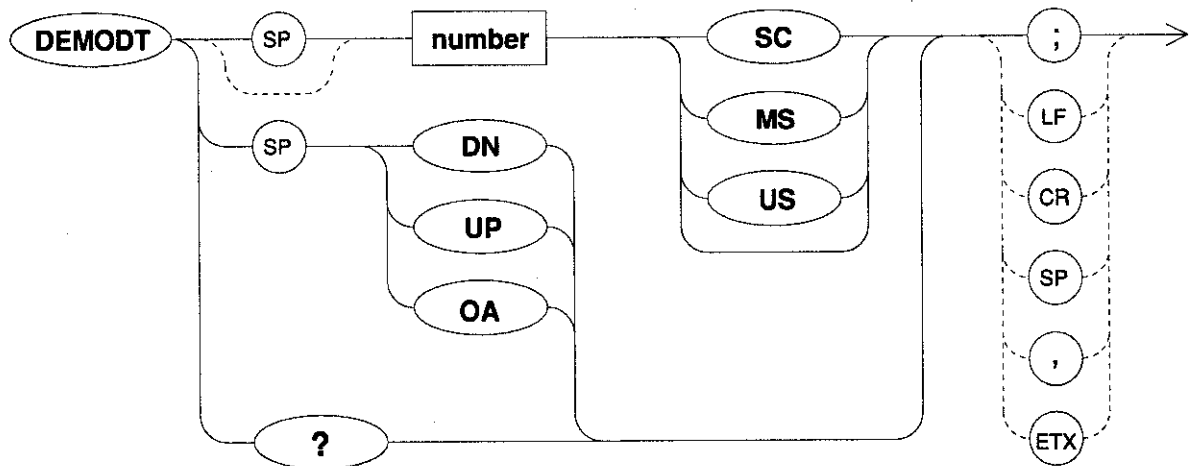 DEMODT SP number SC ;
MS LF
SP DN US CR
UP SP
OA ,
? ETX